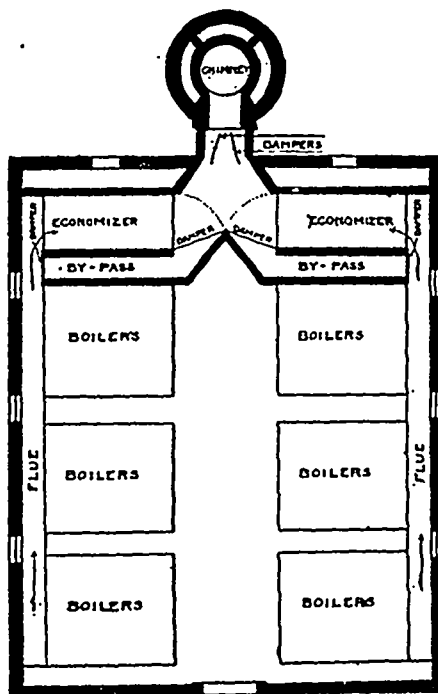 CHIMNEY
DAMPERS
DAMPER
ECONOMIZER
DAMPER
DAMPER
ECONOMIZER
DAMPER
BY-PASS
BY-PASS
BOILERS
BOILERS
FLUE
BOILERS
BOILERS
FLUE
BOILERS
BOILERS